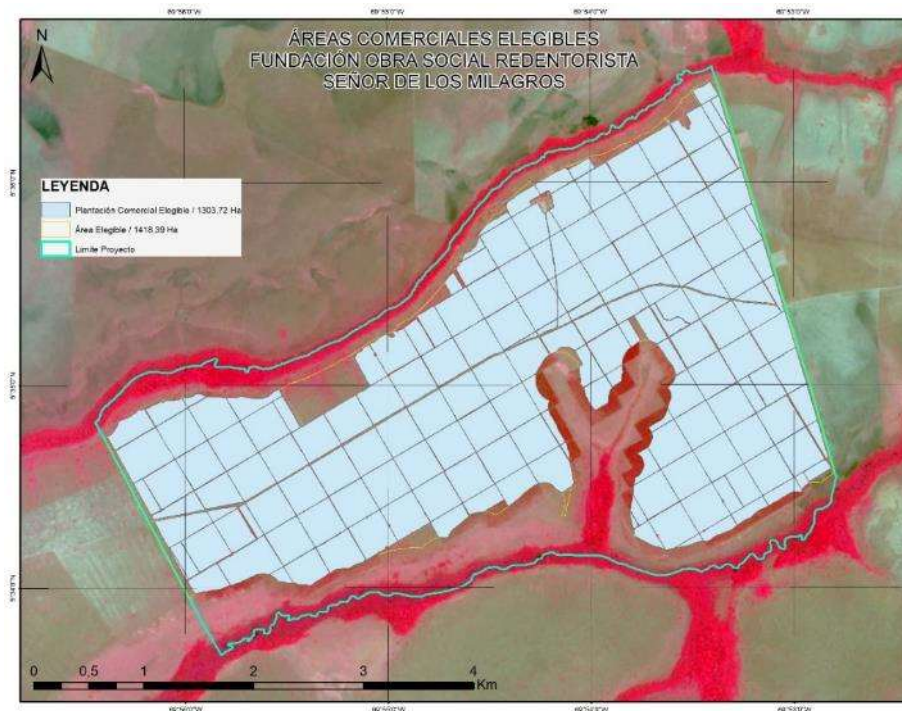 N
ÁREAS COMERCIALES ELEGIBLES
FUNDACIÓN OBRA SOCIAL REDENTORISTA
SEÑOR DE LOS MILAGROS
LEYENDA
Plantación Comercial Elegible / 1303,72 Ha
Área Elegible / 1418,39 Ha
Limite Proyecto
0 0,5 1 2 3 4
Km